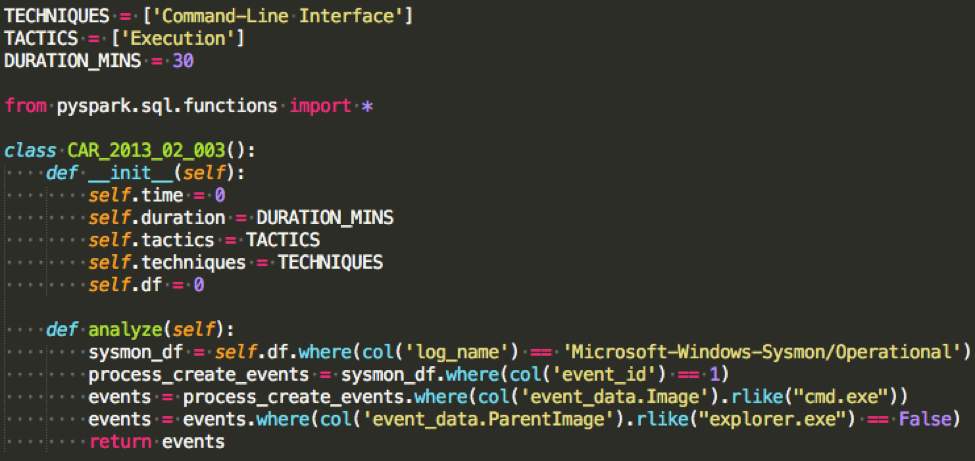 TECHNIQUES = ['Command-Line Interface']
TACTICS = ['Execution']
DURATION_MINS = 30

from pyspark.sql.functions import *

class CAR_2013_02_003():
    def __init__(self):
        self.time = 0
        self.duration = DURATION_MINS
        self.tactics = TACTICS
        self.techniques = TECHNIQUES
        self.df = 0

    def analyze(self):
        sysmon_df = self.df.where(col('log_name') == 'Microsoft-Windows-Sysmon/Operational')
        process_create_events = sysmon_df.where(col('event_id') == 1)
        events = process_create_events.where(col('event_data.Image').rlike("cmd.exe"))
        events = events.where(col('event_data.ParentImage').rlike("explorer.exe") == False)
        return events